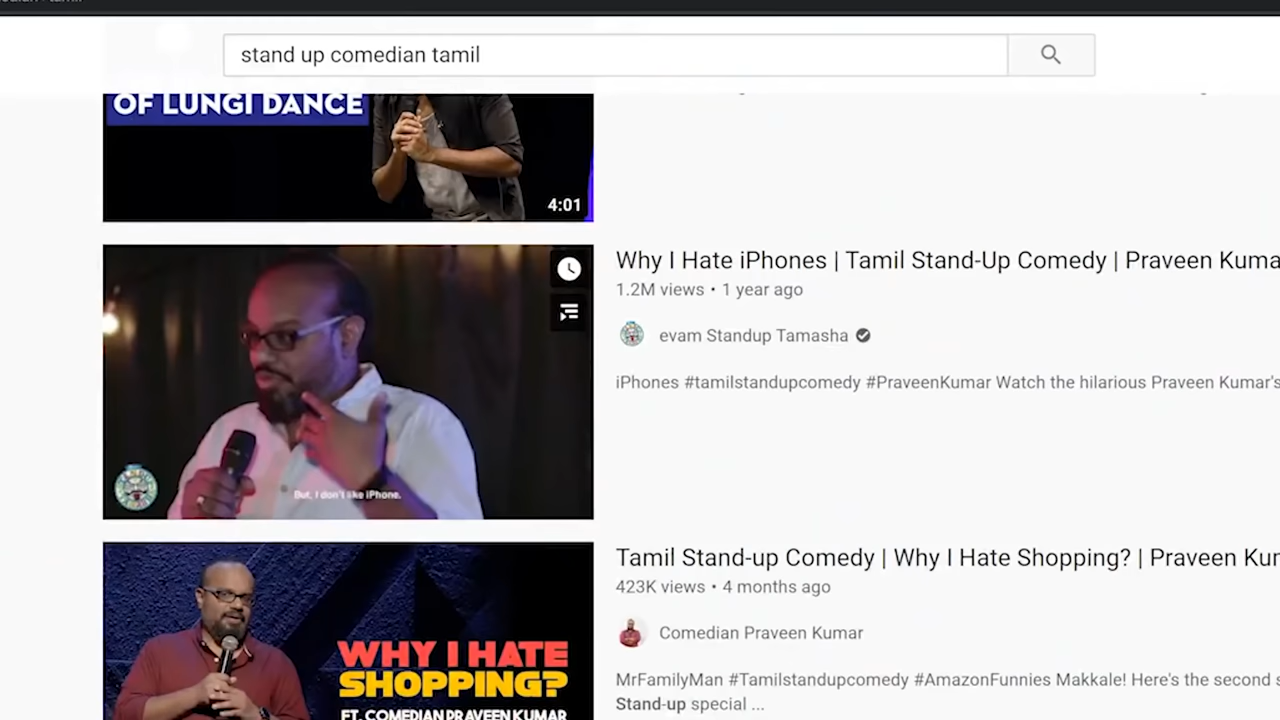 stand up comedian tamil
OF LUNGI DANCE
4:01
Why I Hate iPhones | Tamil Stand-Up Comedy | Praveen Kuma
1.2M views • 1 year ago
evam Standup Tamasha
iPhones #tamilstandupcomedy #PraveenKumar Watch the hilarious Praveen Kumar's
But, I don't like iPhone.
Tamil Stand-up Comedy | Why I Hate Shopping? | Praveen Kur
423K views • 4 months ago
Comedian Praveen Kumar
WHY I HATE
SHOPPING?
FT. COMEDIAN PRAVEEN KUMAR
MrFamilyMan #Tamilstandupcomedy #AmazonFunnies Makkale! Here's the second s
Stand-up special ...